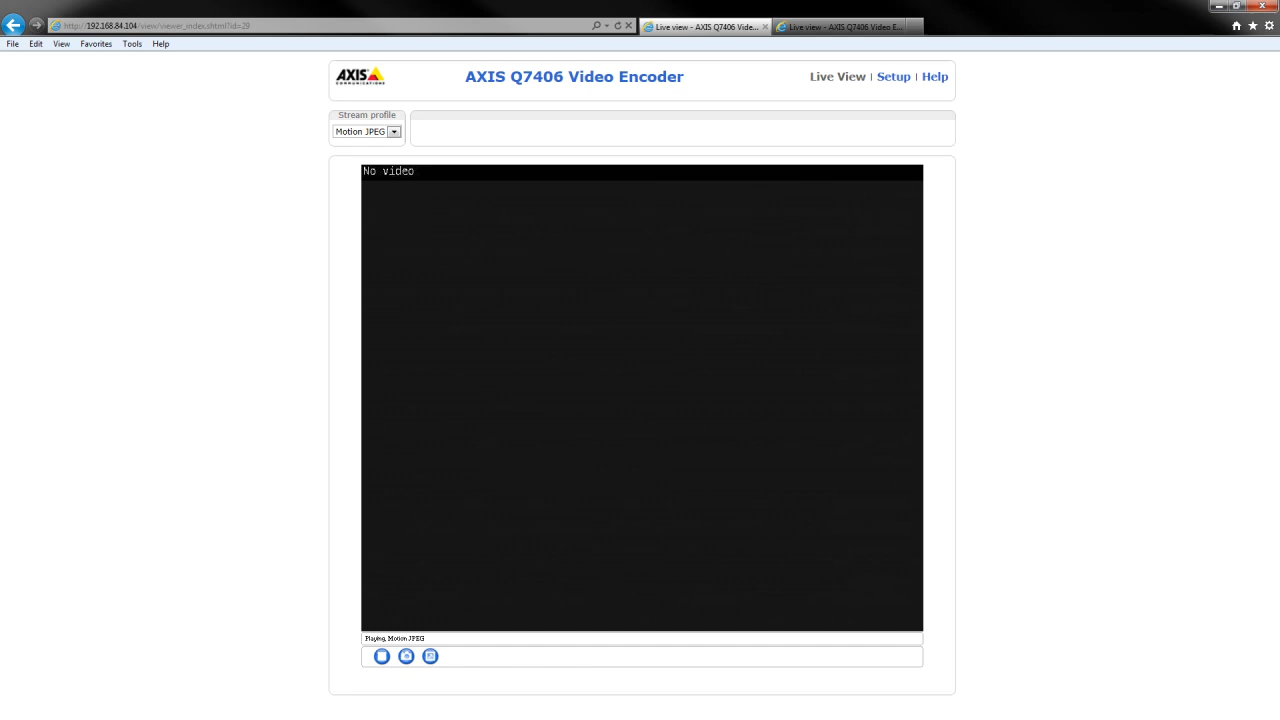 http://192.168.84.104/view/viewer_index.shtml?id=29
Live view - AXIS Q7406 Vide...
Live view - AXIS Q7406 Video E...
File Edit View Favorites Tools Help
AXIS
COMMUNICATIONS
AXIS Q7406 Video Encoder
Live View | Setup | Help
Stream profile
Motion JPEG
No video
Playing, Motion JPEG